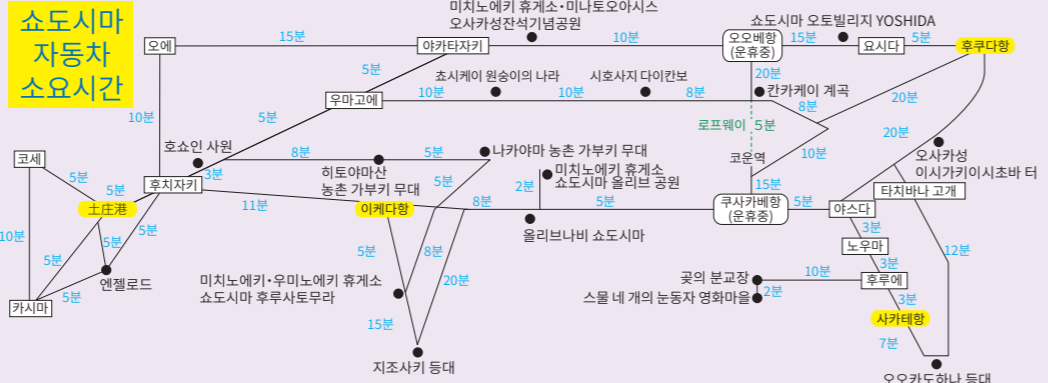 쇼도시마
자동차
소요시간
미치노에키 휴게소・미나토오아시스
오사카성잔석기념공원
쇼도시마 오토빌리지 YOSHIDA
오에
15분
야카타자키
10분
오오베항
(운휴중)
15분
요시다
5분
후쿠다항
5분
쵸시케이 원숭이의 나라
시호사지 다이칸보
20분
칸카케이 계곡
우마고에
10분
10분
8분
8분
20분
10분
5분
로프웨이 5분
20분
호쇼인 사원
8분
5분
나카야마 농촌 가부키 무대
코운역
10분
오사카성
이시가키이시초바 터
코세
5분
3분
히토야마산
농촌 가부키 무대
5분
2분
미치노에키 휴게소
쇼도시마 올리브 공원
15분
타치바나 고개
5분
후치자키
土庄港
11분
이케다항
8분
5분
쿠사카베항
(운휴중)
5분
야스다
10분
5분
5분
올리브나비 쇼도시마
3분
노우마
5분
5분
8분
20분
12분
엔젤로드
5분
미치노에키・우미노에키 휴게소
쇼도시마 후루사토무라
곶의 분교장
10분
3분
후루에
카시마
스물 네 개의 눈동자 영화마을
2분
3분
15분
사카테항
7분
지조사키 등대
오오카도하나 등대